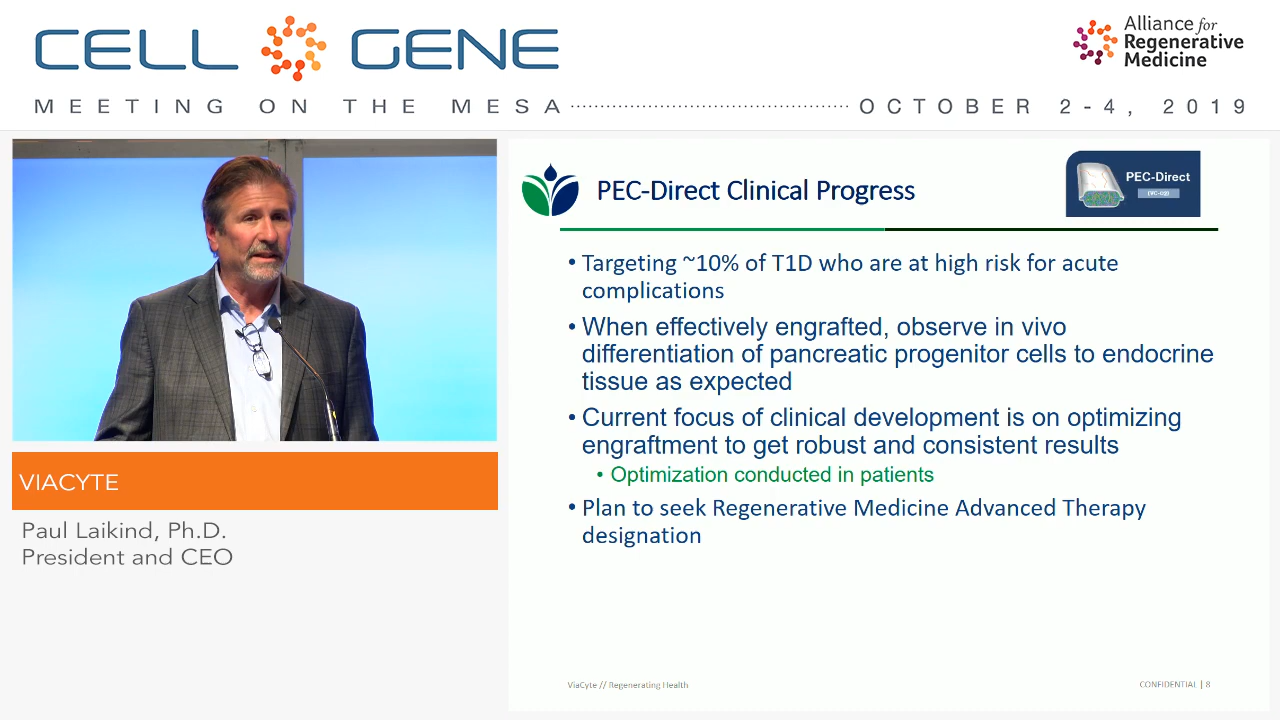 CELL GENE
Alliance for
Regenerative
Medicine
MEETING ON THE MESA
OCTOBER 2-4, 2019
PEC-Direct Clinical Progress
PEC-Direct
• Targeting ~10% of T1D who are at high risk for acute
complications
• When effectively engrafted, observe in vivo
differentiation of pancreatic progenitor cells to endocrine
tissue as expected
• Current focus of clinical development is on optimizing
engraftment to get robust and consistent results
• Optimization conducted in patients
• Plan to seek Regenerative Medicine Advanced Therapy
designation
ViaCyte // Regenerating Health
CONFIDENTIAL | 8
VIACYTE
Paul Laikind, Ph.D.
President and CEO